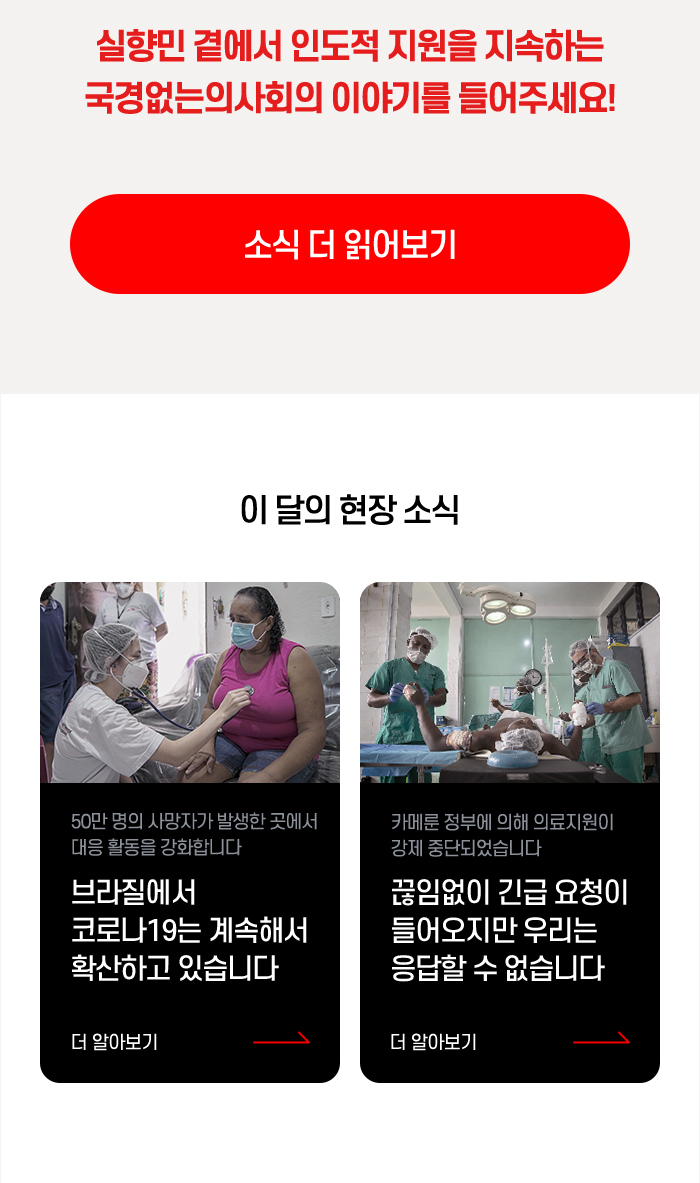 실향민 곁에서 인도적 지원을 지속하는
국경없는의사회의 이야기를 들어주세요!
소식 더 읽어보기
이 달의 현장 소식
50만 명의 사망자가 발생한 곳에서
대응 활동을 강화합니다
브라질에서
코로나19는 계속해서
확산하고 있습니다
더 알아보기
카메룬 정부에 의해 의료지원이
강제 중단되었습니다
끊임없이 긴급 요청이
들어오지만 우리는
응답할 수 없습니다
더 알아보기